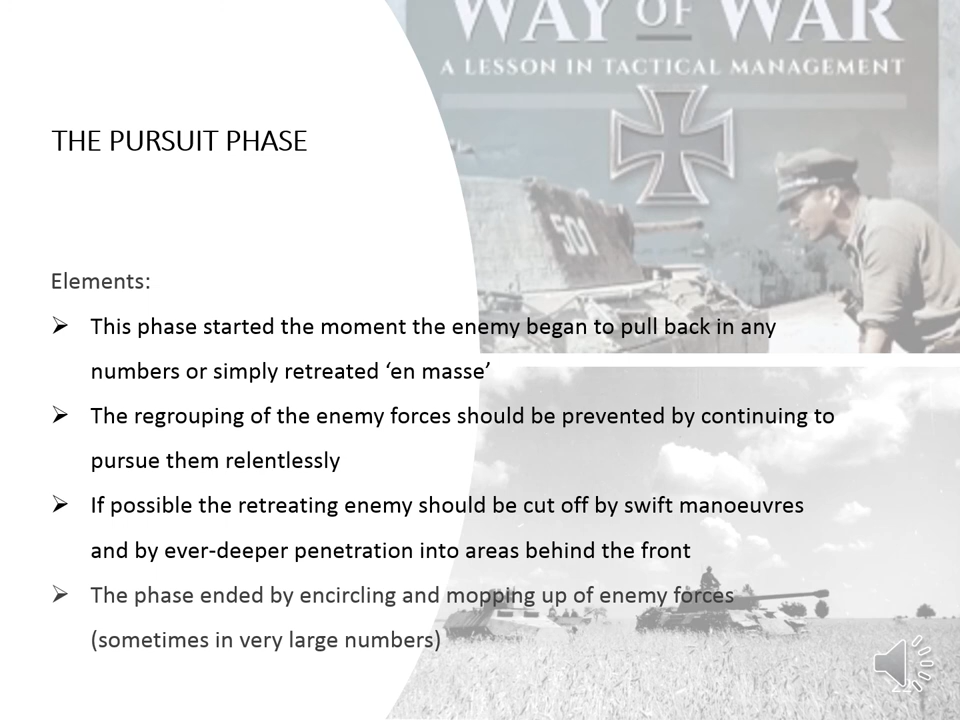 WAY OF WAR
A LESSON IN TACTICAL MANAGEMENT
501
THE PURSUIT PHASE
Elements:
➢ This phase started the moment the enemy began to pull back in any
numbers or simply retreated ‘en masse’
➢ The regrouping of the enemy forces should be prevented by continuing to
pursue them relentlessly
➢ If possible the retreating enemy should be cut off by swift manoeuvres
and by ever-deeper penetration into areas behind the front
➢ The phase ended by encircling and mopping up of enemy forces
(sometimes in very large numbers)